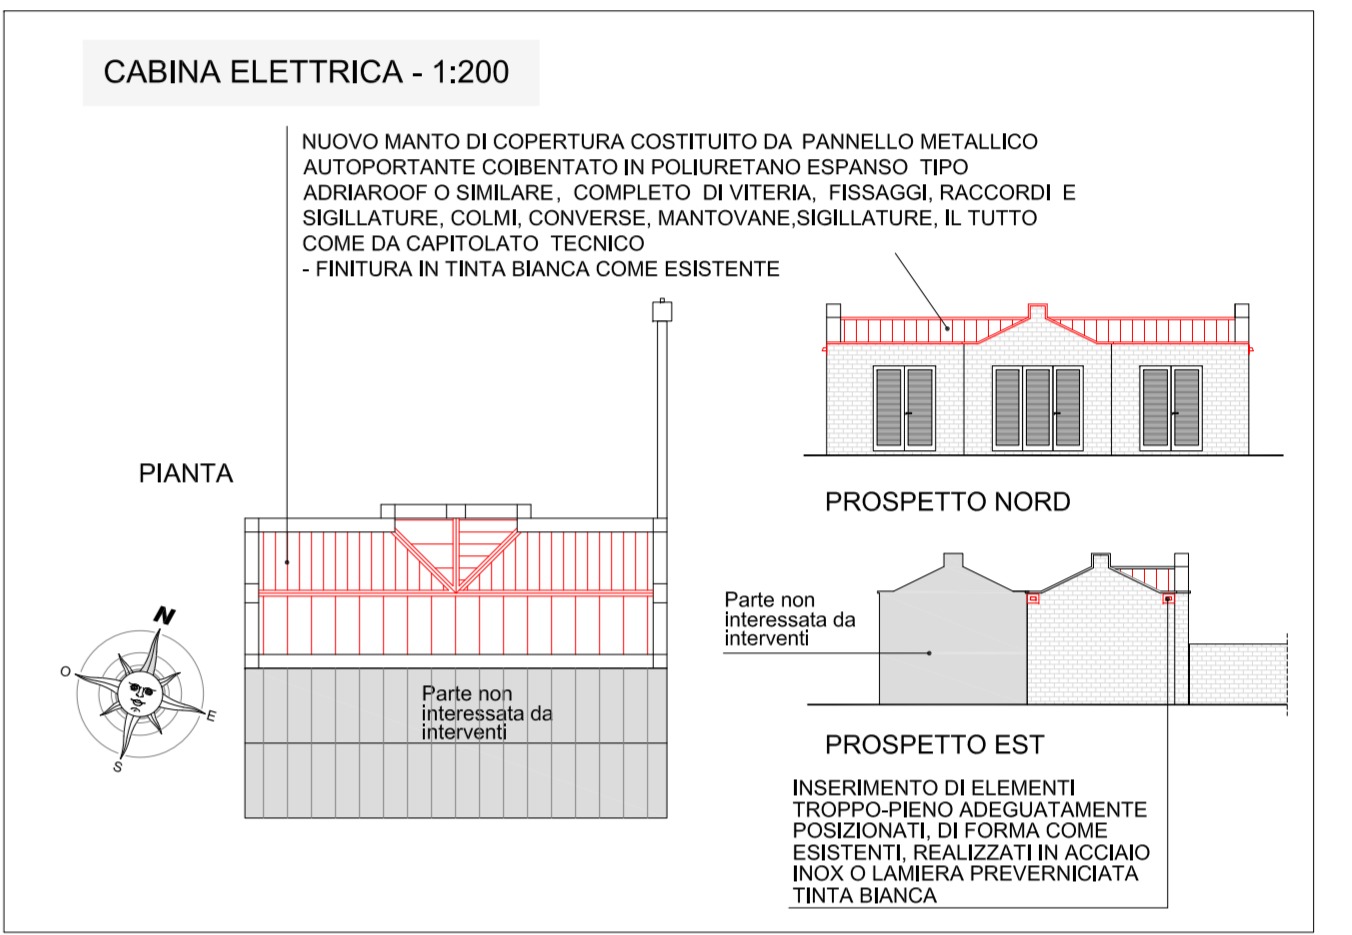 CABINA ELETTRICA - 1:200
NUOVO MANTO DI COPERTURA COSTITUITO DA PANNELLO METALLICO
AUTOPORTANTE COIBENTATO IN POLIURETANO ESPANSO TIPO
ADRIAROOF O SIMILARE, COMPLETO DI VITERIA, FISSAGGI, RACCORDI E
SIGILLATURE, COLMI, CONVERSE, MANTOVANE,SIGILLATURE, IL TUTTO
COME DA CAPITOLATO TECNICO
- FINITURA IN TINTA BIANCA COME ESISTENTE
PIANTA
PROSPETTO NORD
Parte non
interessata da
interventi
N
O
E
S
Parte non
interessata da
interventi
PROSPETTO EST
INSERIMENTO DI ELEMENTI
TROPPO-PIENO ADEGUATAMENTE
POSIZIONATI, DI FORMA COME
ESISTENTI, REALIZZATI IN ACCIAIO
INOX O LAMIERA PREVERNICIATA
TINTA BIANCA